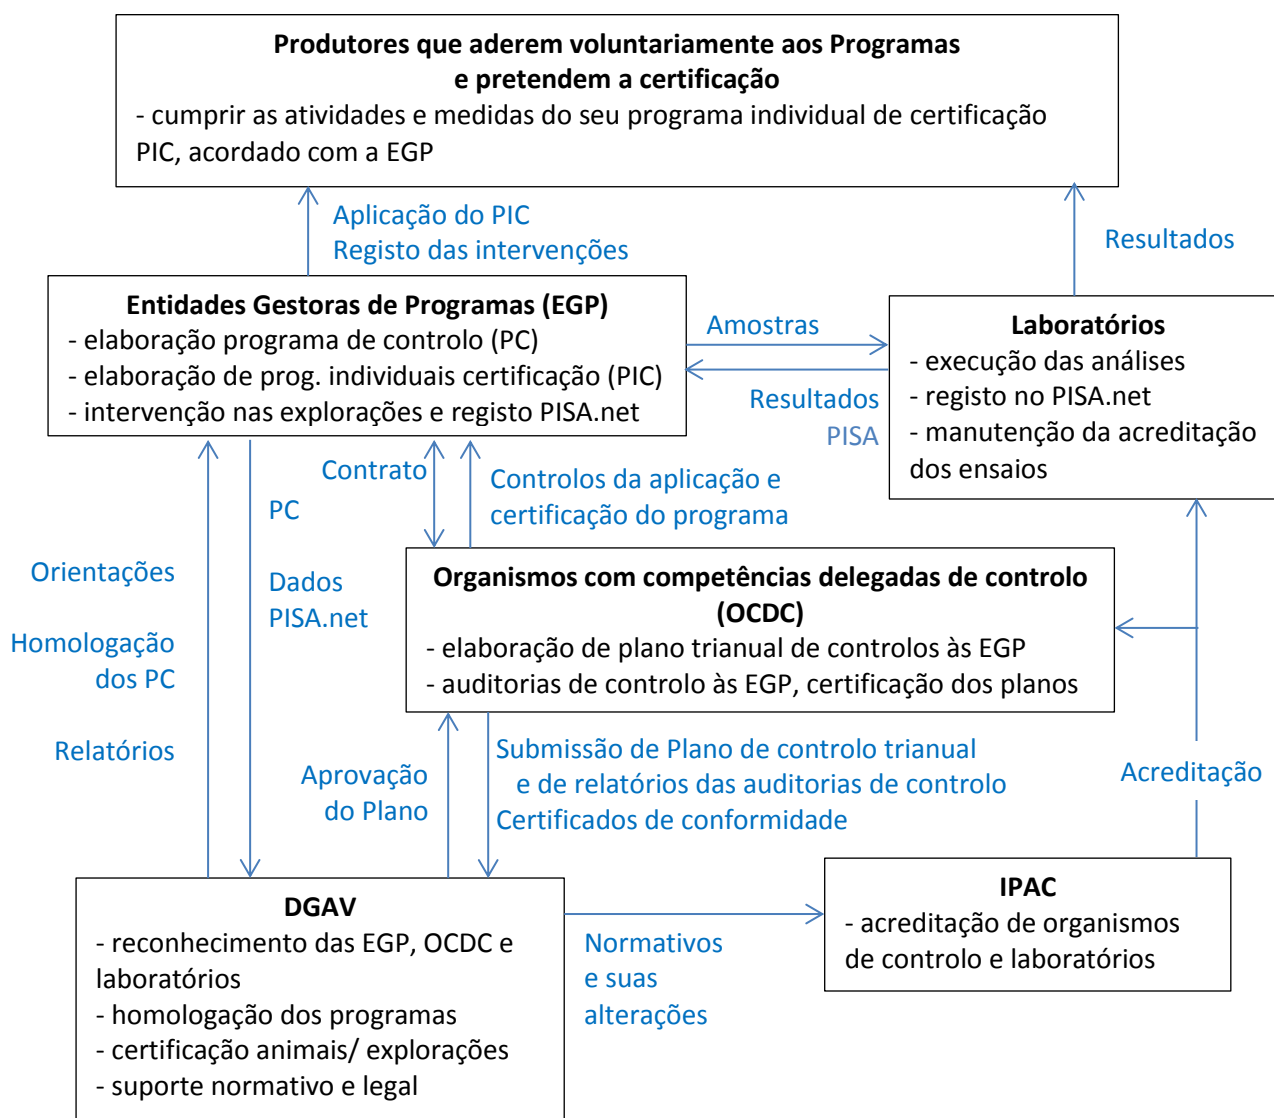 Produtores que aderem voluntariamente aos Programas
e pretendem a certificação
- cumprir as atividades e medidas do seu programa individual de certificação
PIC, acordado com a EGP
Aplicação do PIC
Registo das intervenções
Resultados
Entidades Gestoras de Programas (EGP)
- elaboração programa de controlo (PC)
- elaboração de prog. individuais certificação (PIC)
- intervenção nas explorações e registo PISA.net
Amostras
Resultados
PISA
Laboratórios
- execução das análises
- registo no PISA.net
- manutenção da acreditação
dos ensaios
Contrato
Controlos da aplicação e
certificação do programa
PC
Dados
PISA.net
Orientações
Homologação
dos PC
Relatórios
Organismos com competências delegadas de controlo
(OCDC)
- elaboração de plano trianual de controlos às EGP
- auditorias de controlo às EGP, certificação dos planos
Aprovação
do Plano
Submissão de Plano de controlo trianual
e de relatórios das auditorias de controlo
Certificados de conformidade
Acreditação
DGAV
- reconhecimento das EGP, OCDC e
laboratórios
- homologação dos programas
- certificação animais/ explorações
- suporte normativo e legal
Normativos
e suas
alterações
IPAC
- acreditação de organismos
de controlo e laboratórios